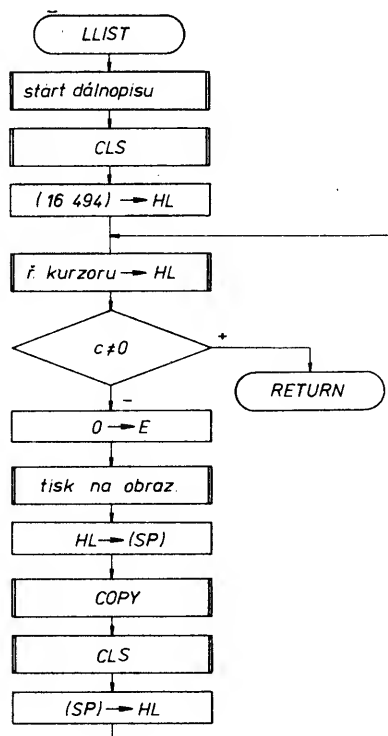 LLIST
start dálnopisu
CLS
(16 494) → HL
ř. kurzoru → HL
c ≠ 0
+
RETURN
−
0 → E
tisk na obraz.
HL → (SP)
COPY
CLS
(SP) → HL